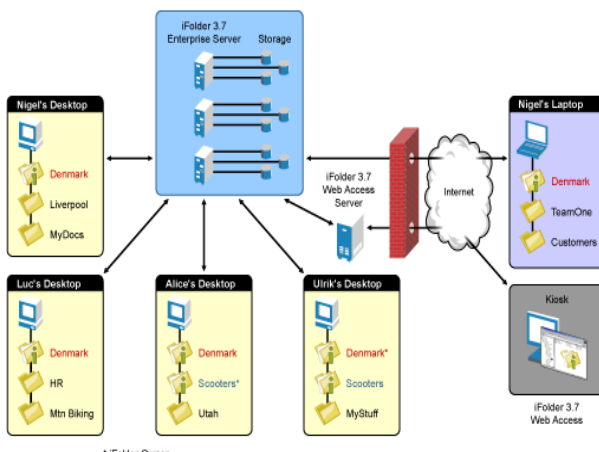 iFolder 3.7
Enterprise Server
Storage
Nigel's Desktop
Denmark
Liverpool
MyDocs
iFolder 3.7
Web Access
Server
Internet
Nigel's Laptop
Denmark
TeamOne
Customers
Luc's Desktop
Denmark
HR
Mtn Biking
Alice's Desktop
Denmark
Scooters*
Utah
Ulrik's Desktop
Denmark*
Scooters
MyStuff
Kiosk
iFolder 3.7
Web Access